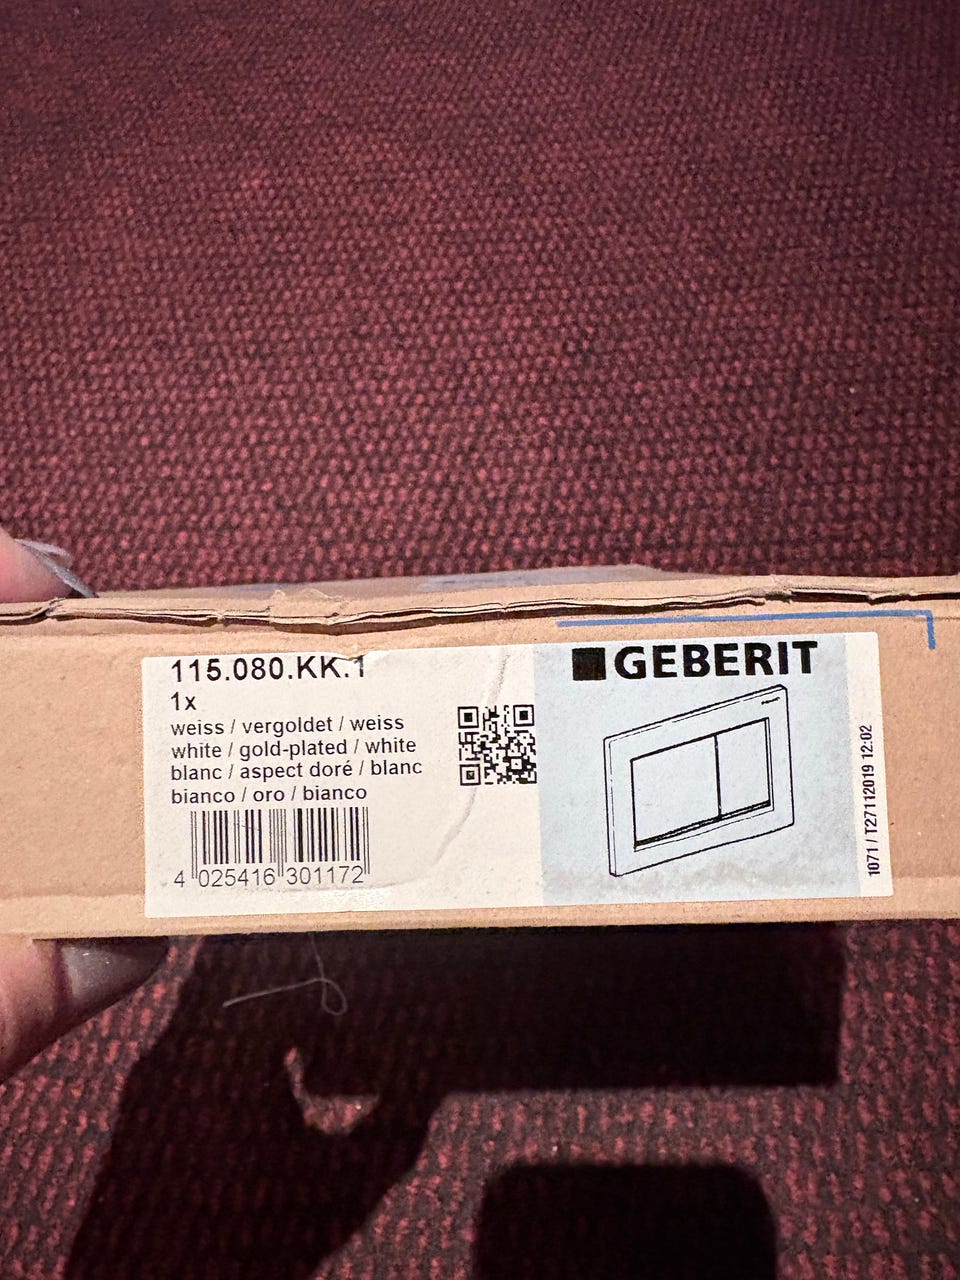 115.080.KK.1
1x
weiss / vergoldet / weiss
white / gold-plated / white
blanc / aspect doré / blanc
bianco / oro / bianco
4 025416 301172
GEBERIT
1071 / T27112019 12:02